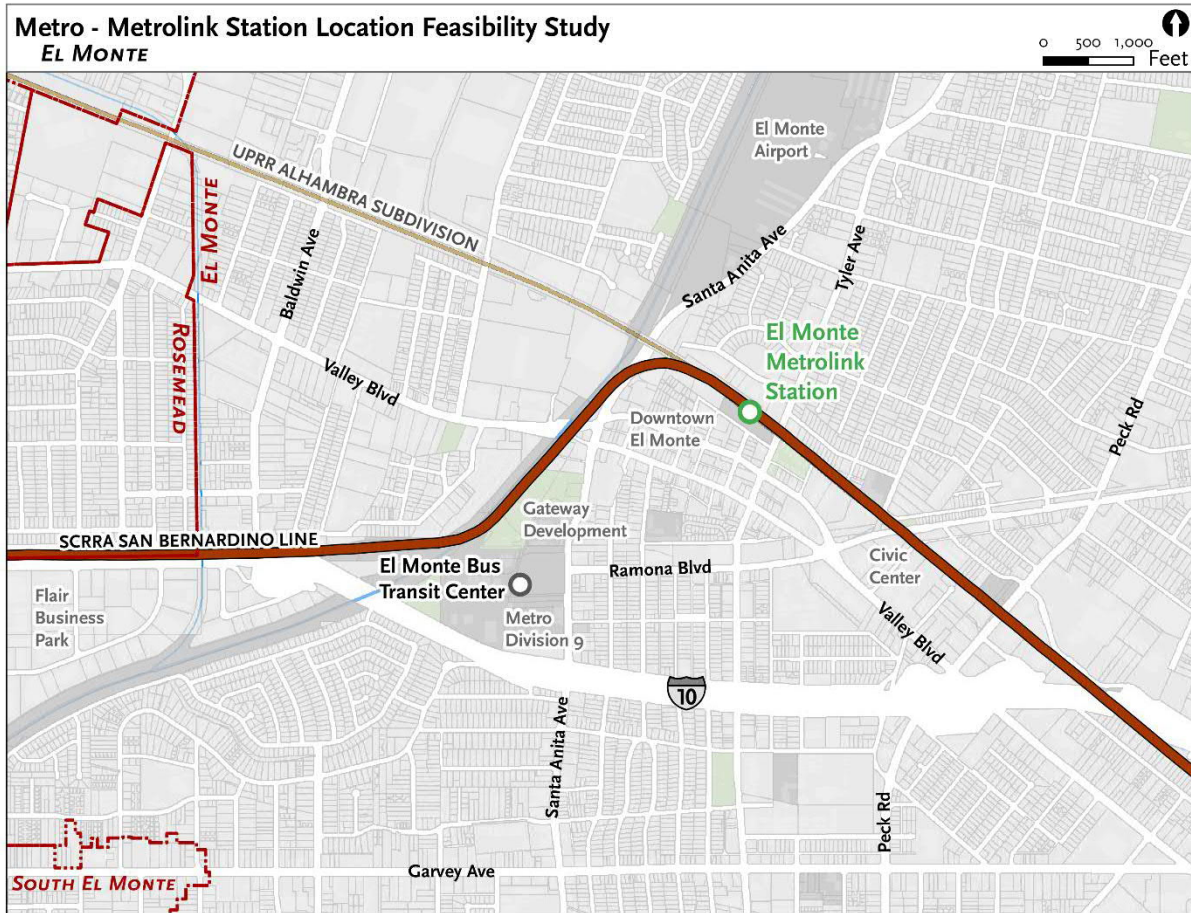 Metro - Metrolink Station Location Feasibility Study
EL MONTE
0 500 1,000
Feet
El Monte
Airport
UPRR ALHAMBRA SUBDIVISION
EL MONTE
Baldwin Ave
Santa Anita Ave
Tyler Ave
ROSEMEAD
El Monte
Metrolink
Station
Valley Blvd
Downtown
El Monte
Peck Rd
Gateway
Development
SCRRA SAN BERNARDINO LINE
El Monte Bus
Transit Center
Ramona Blvd
Civic
Center
Flair
Business
Park
Metro
Division 9
Valley Blvd
10
Santa Anita Ave
Peck Rd
Garvey Ave
SOUTH EL MONTE